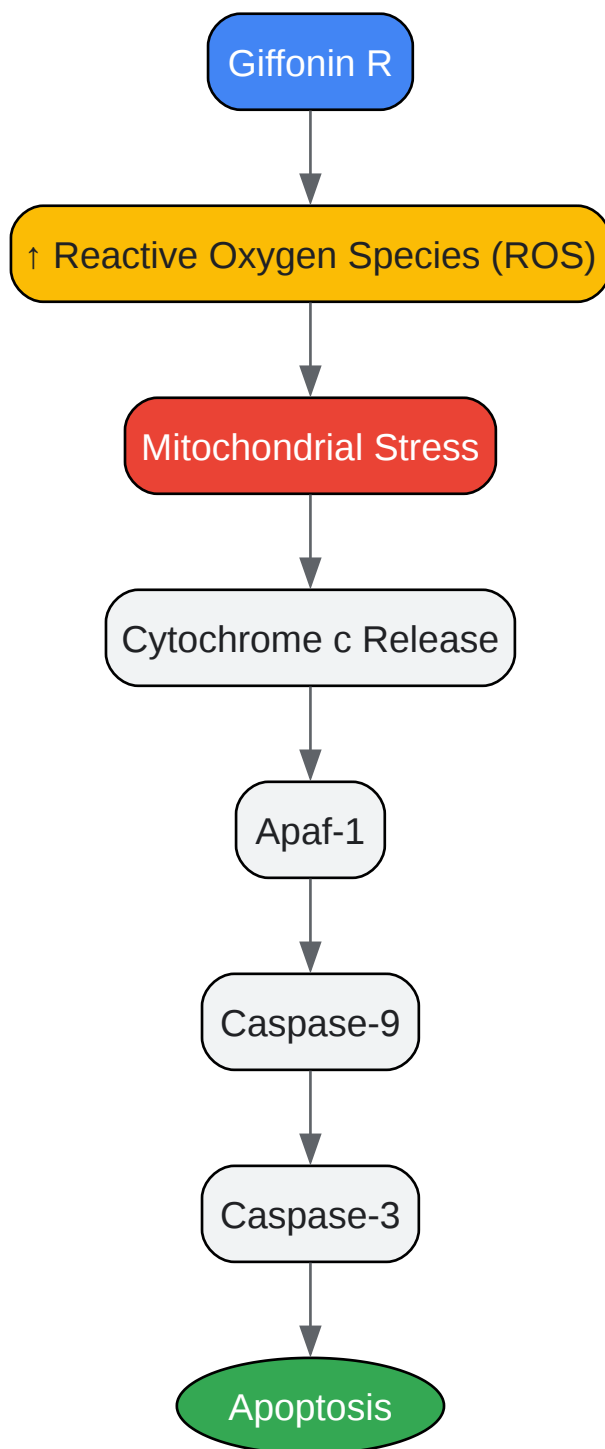 Giffonin R
↑ Reactive Oxygen Species (ROS)
Mitochondrial Stress
Cytochrome c Release
Apaf-1
Caspase-9
Caspase-3
Apoptosis